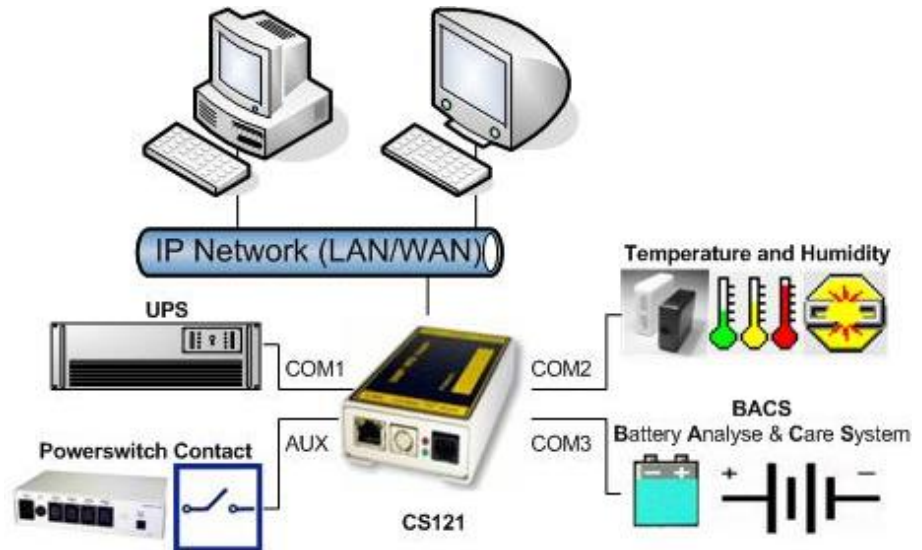 IP Network (LAN/WAN)
Temperature and Humidity
UPS
COM1
COM2
BACS
Battery Analyse & Care System
Powerswitch Contact
AUX
COM3
CS121
+
−
- +